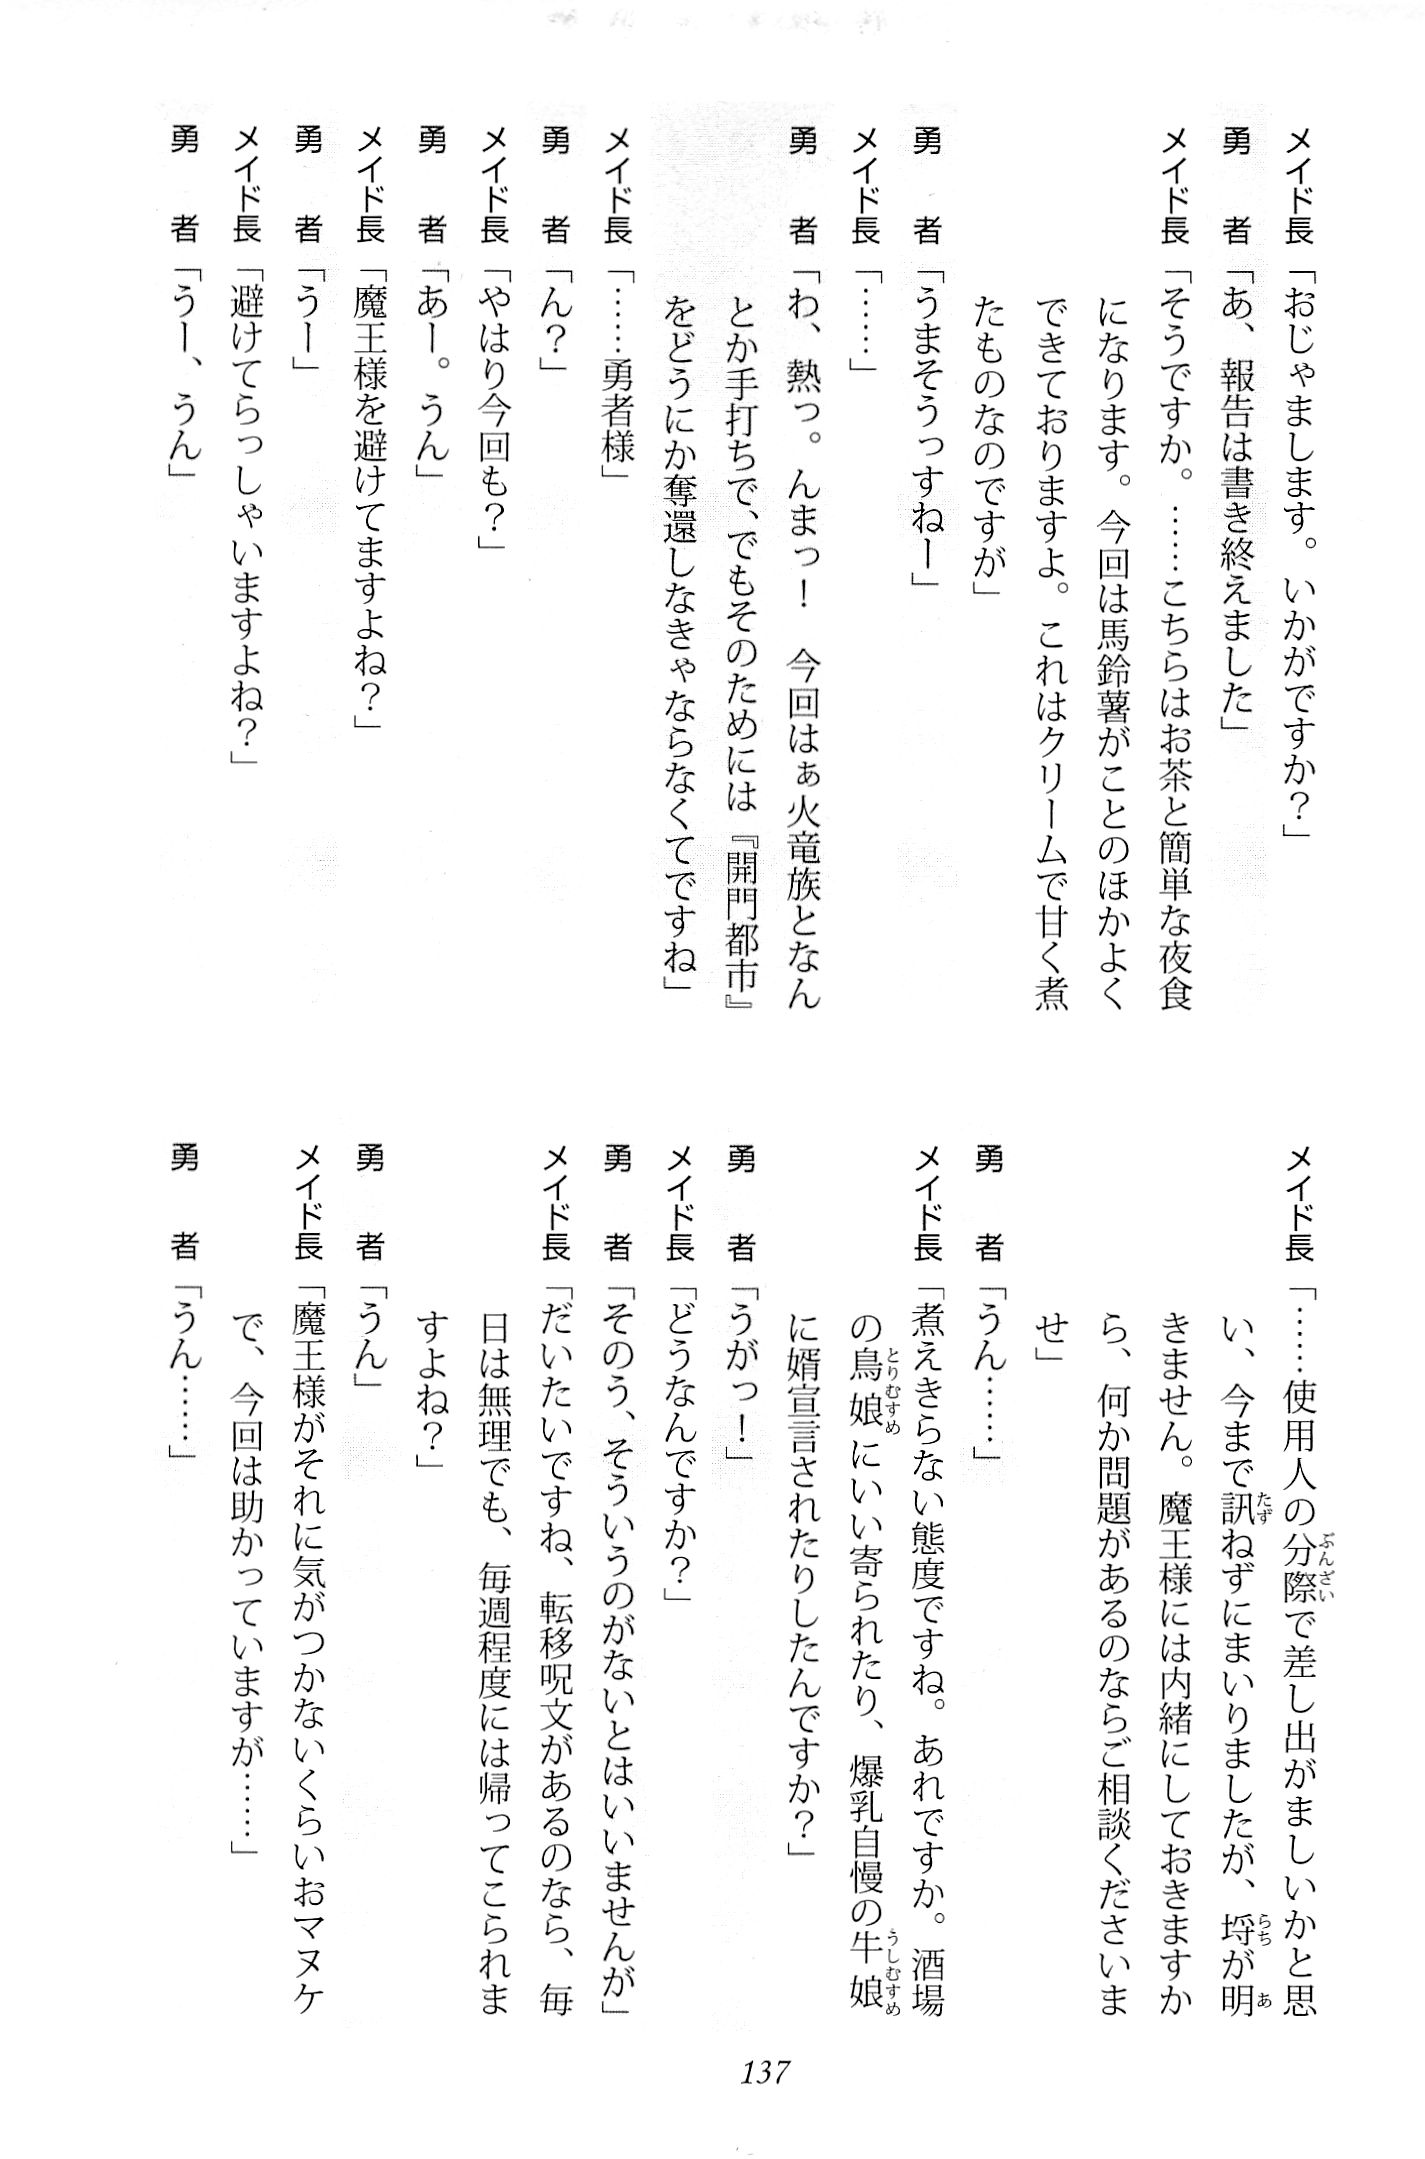 メイド長「おじゃまします。いかがですか？」
勇　者「あ、報告は書き終えました」
メイド長「そうですか。……こちらはお茶と簡単な夜食
になります。今回は馬鈴薯がことのほかよく
できておりますよ。これはクリームで甘く煮
たものなのですが」
勇　者「うまそうっすねー」
メイド長「……」
勇　者「わ、熱っ。んまっ！　今回はぁ火竜族となん
とか手打ちで、でもそのためには『開門都市』
をどうにか奪還しなきゃならなくてですね」
メイド長「……勇者様」
勇　者「ん？」
メイド長「やはり今回も？」
勇　者「あー。うん」
メイド長「魔王様を避けてますよね？」
勇　者「うー」
メイド長「避けてらっしゃいますよね？」
勇　者「うー、うん」
メイド長「……使用人の分際で差し出がましいかと思
い、今まで訊ねずにまいりましたが、埒が明
きません。魔王様には内緒にしておきますか
ら、何か問題があるのならご相談くださいま
せ」
勇　者「うん……」
メイド長「煮えきらない態度ですね。あれですか。酒場
の鳥娘にいい寄られたり、爆乳自慢の牛娘
に婿宣言されたりしたんですか？」
勇　者「うがっ！」
メイド長「どうなんですか？」
勇　者「そのう、そういうのがないとはいいませんが」
メイド長「だいたいですね、転移呪文があるのなら、毎
日は無理でも、毎週程度には帰ってこられま
すよね？」
勇　者「うん」
メイド長「魔王様がそれに気がつかないくらいおマヌケ
で、今回は助かっていますが……」
勇　者「うん……」
137